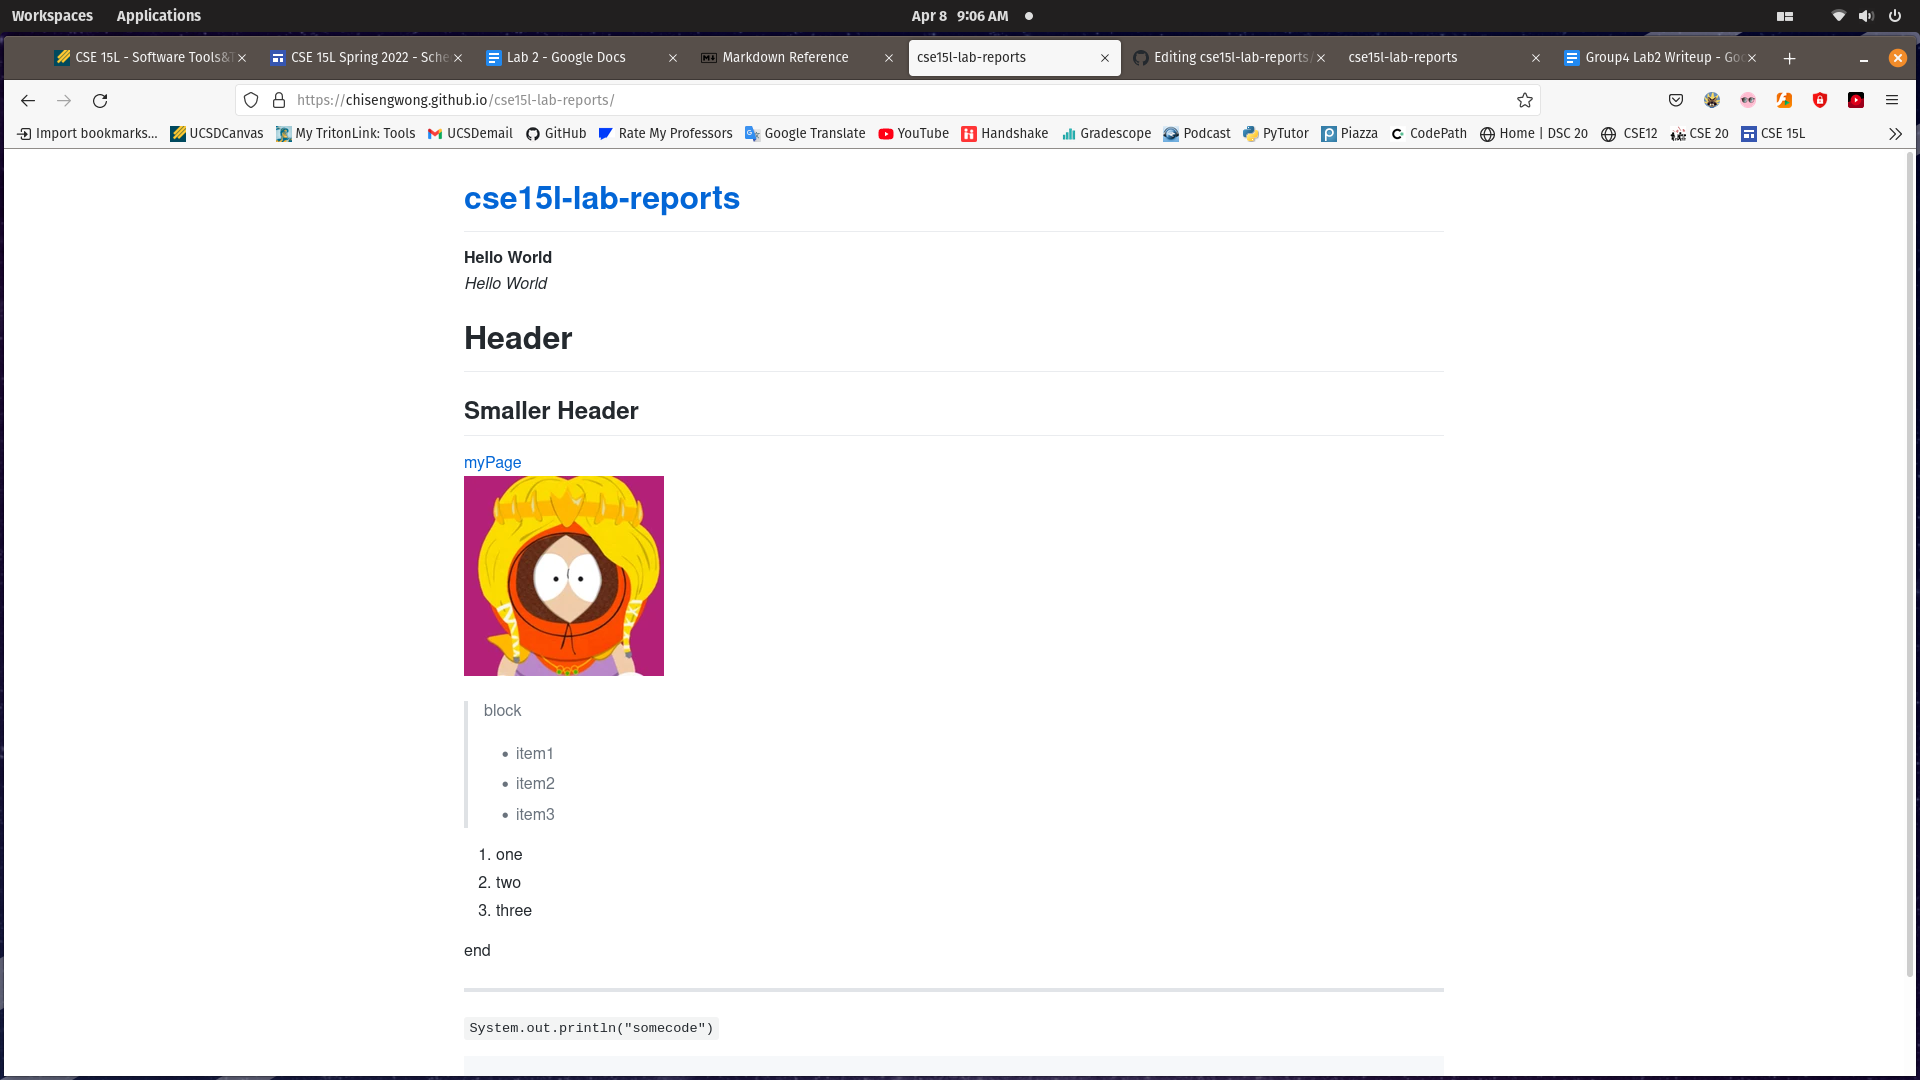 Workspaces Applications Apr 8 9:06 AM
CSE 15L - Software Tools& CSE 15L Spring 2022 - Sche Lab 2 - Google Docs Markdown Reference cse15l-lab-reports Editing cse15l-lab-reports/ cse15l-lab-reports Group4 Lab2 Writeup - Goo
https://chisengwong.github.io/cse15l-lab-reports/
Import bookmarks... UCSDCanvas My TritonLink: Tools UCSDemail GitHub Rate My Professors Google Translate YouTube Handshake Gradescope Podcast PyTutor Piazza CodePath Home | DSC 20 CSE12 CSE 20 CSE 15L
cse15l-lab-reports
Hello World
Hello World
Header
Smaller Header
myPage
block
• item1
• item2
• item3
1. one
2. two
3. three
end
System.out.println("somecode")